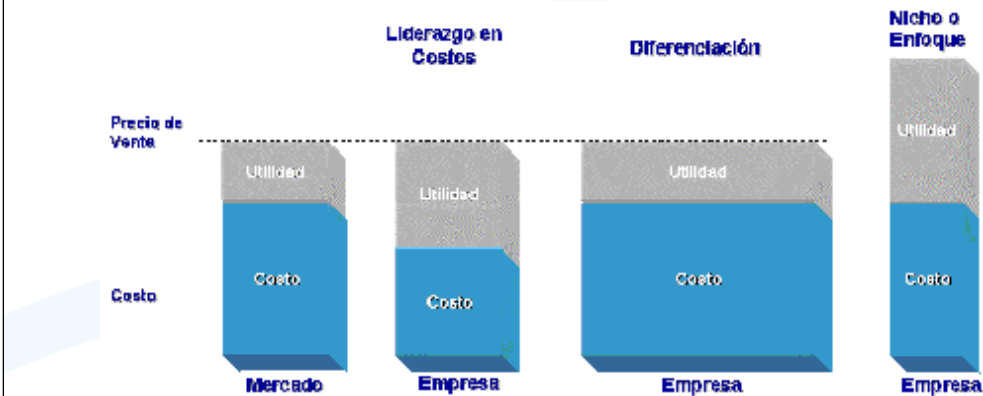 Liderazgo en
Costos
Diferenciación
Nicho o
Enfoque
Precio de
Venta
Utilidad
Utilidad
Utilidad
Utilidad
Costo
Costo
Costo
Costo
Costo
Mercado
Empresa
Empresa
Empresa